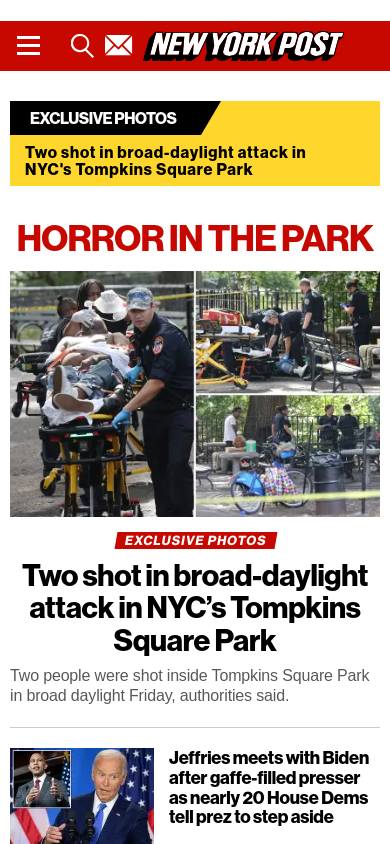 NEW YORK POST
EXCLUSIVE PHOTOS
Two shot in broad-daylight attack in
NYC's Tompkins Square Park
HORROR IN THE PARK
EXCLUSIVE PHOTOS
Two shot in broad-daylight
attack in NYC’s Tompkins
Square Park
Two people were shot inside Tompkins Square Park
in broad daylight Friday, authorities said.
Jeffries meets with Biden
after gaffe-filled presser
as nearly 20 House Dems
tell prez to step aside